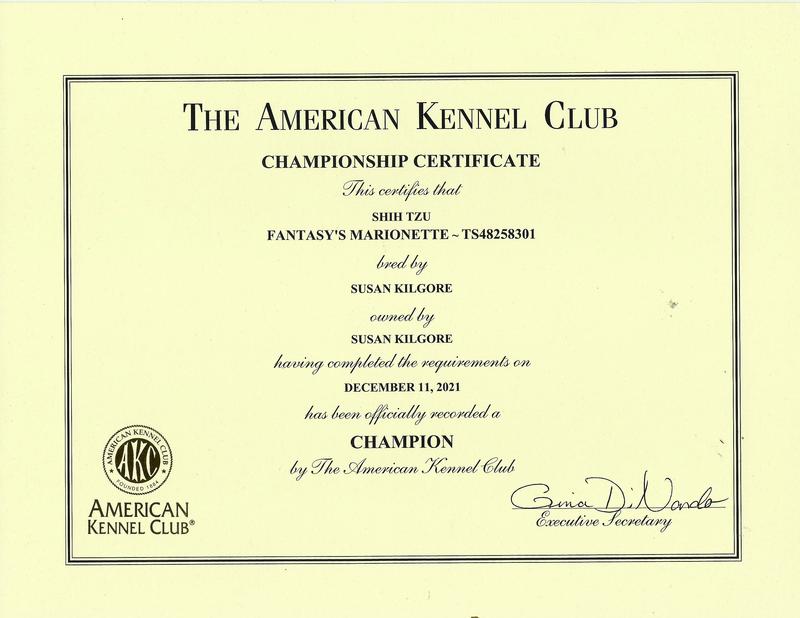 THE AMERICAN KENNEL CLUB
CHAMPIONSHIP CERTIFICATE
This certifies that
SHIH TZU
FANTASY'S MARIONETTE ~ TS48258301
bred by
SUSAN KILGORE
owned by
SUSAN KILGORE
having completed the requirements on
DECEMBER 11, 2021
has been officially recorded a
CHAMPION
by The American Kennel Club
AMERICAN KENNEL CLUB
AKC
FOUNDED 1884
AMERICAN
KENNEL CLUB®
Gina DiNardo
Executive Secretary